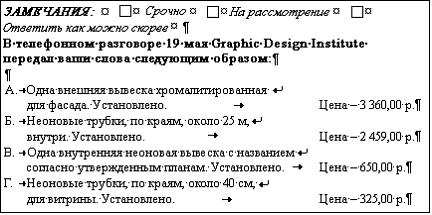 ЗАМЕЧАНИЯ: ¤ □¤ Срочно ¤ □¤ На рассмотрение ¤ □¤
Ответить как можно скорее ¤ ¶
В·телефонном·разговоре·19·мая·Graphic·Design·Institute·
передал·ваши·слова·следующим·образом:¶
¶
А.→Одна·внешняя·вывеска·хромалитированная ↵
для·фасада.·Установлено. → Цена·–·3 360,00·р.¶
Б.→Неоновые·трубки,·по·краям,·около·25 м, ↵
внутри.·Установлено. → Цена·–·2 459,00·р.¶
В.→Одна·внутренняя·неоновая·вывеска·с·названием ↵
согласно·утвержденным·планам.·Установлено. → Цена·–·650,00·р.¶
Г.→Неоновые·трубки,·по·краям,·около·40 см, ↵
для·витрины.·Установлено. → Цена·–·325,00·р.¶